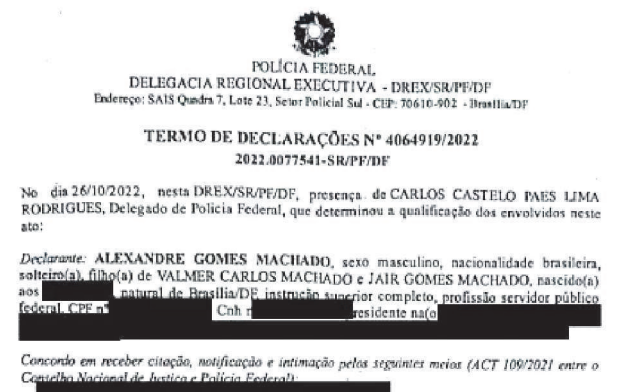 POLÍCIA FEDERAL
DELEGACIA REGIONAL EXECUTIVA - DREX/SR/PF/DF
Endereço: SAIS Quadra 7, Lote 23, Setor Policial Sul - CEP: 70610-902 - Brasília/DF
TERMO DE DECLARAÇÕES Nº 4064919/2022
2022.0077541-SR/PF/DF
No dia 26/10/2022, nesta DREX/SR/PF/DF, presença de CARLOS CASTELO PAES LIMA
RODRIGUES, Delegado de Polícia Federal, que determinou a qualificação dos envolvidos neste
ato:
Declarante: ALEXANDRE GOMES MACHADO, sexo masculino, nacionalidade brasileira,
solteiro(a), filho(a) de VALMER CARLOS MACHADO e JAIR GOMES MACHADO, nascido(a)
aos , natural de Brasília/DF, instrução superior completo, profissão servidor público
federal, CPF nº Cnh residente na(o
Concordo em receber citação, notificação e intimação pelos seguintes meios (ACT 109/2021 entre o
Conselho Nacional de Justiça e Polícia Federal):